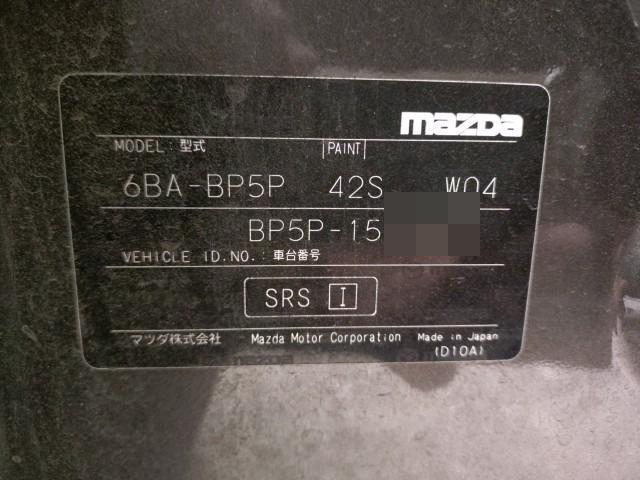 mazda
MODEL: 型式 |PAINT|
6BA-BP5P 42S W04
BP5P-15
VEHICLE ID.NO.: 車台番号
SRS I
マツダ株式会社 Mazda Motor Corporation Made in Japan
(D10A)